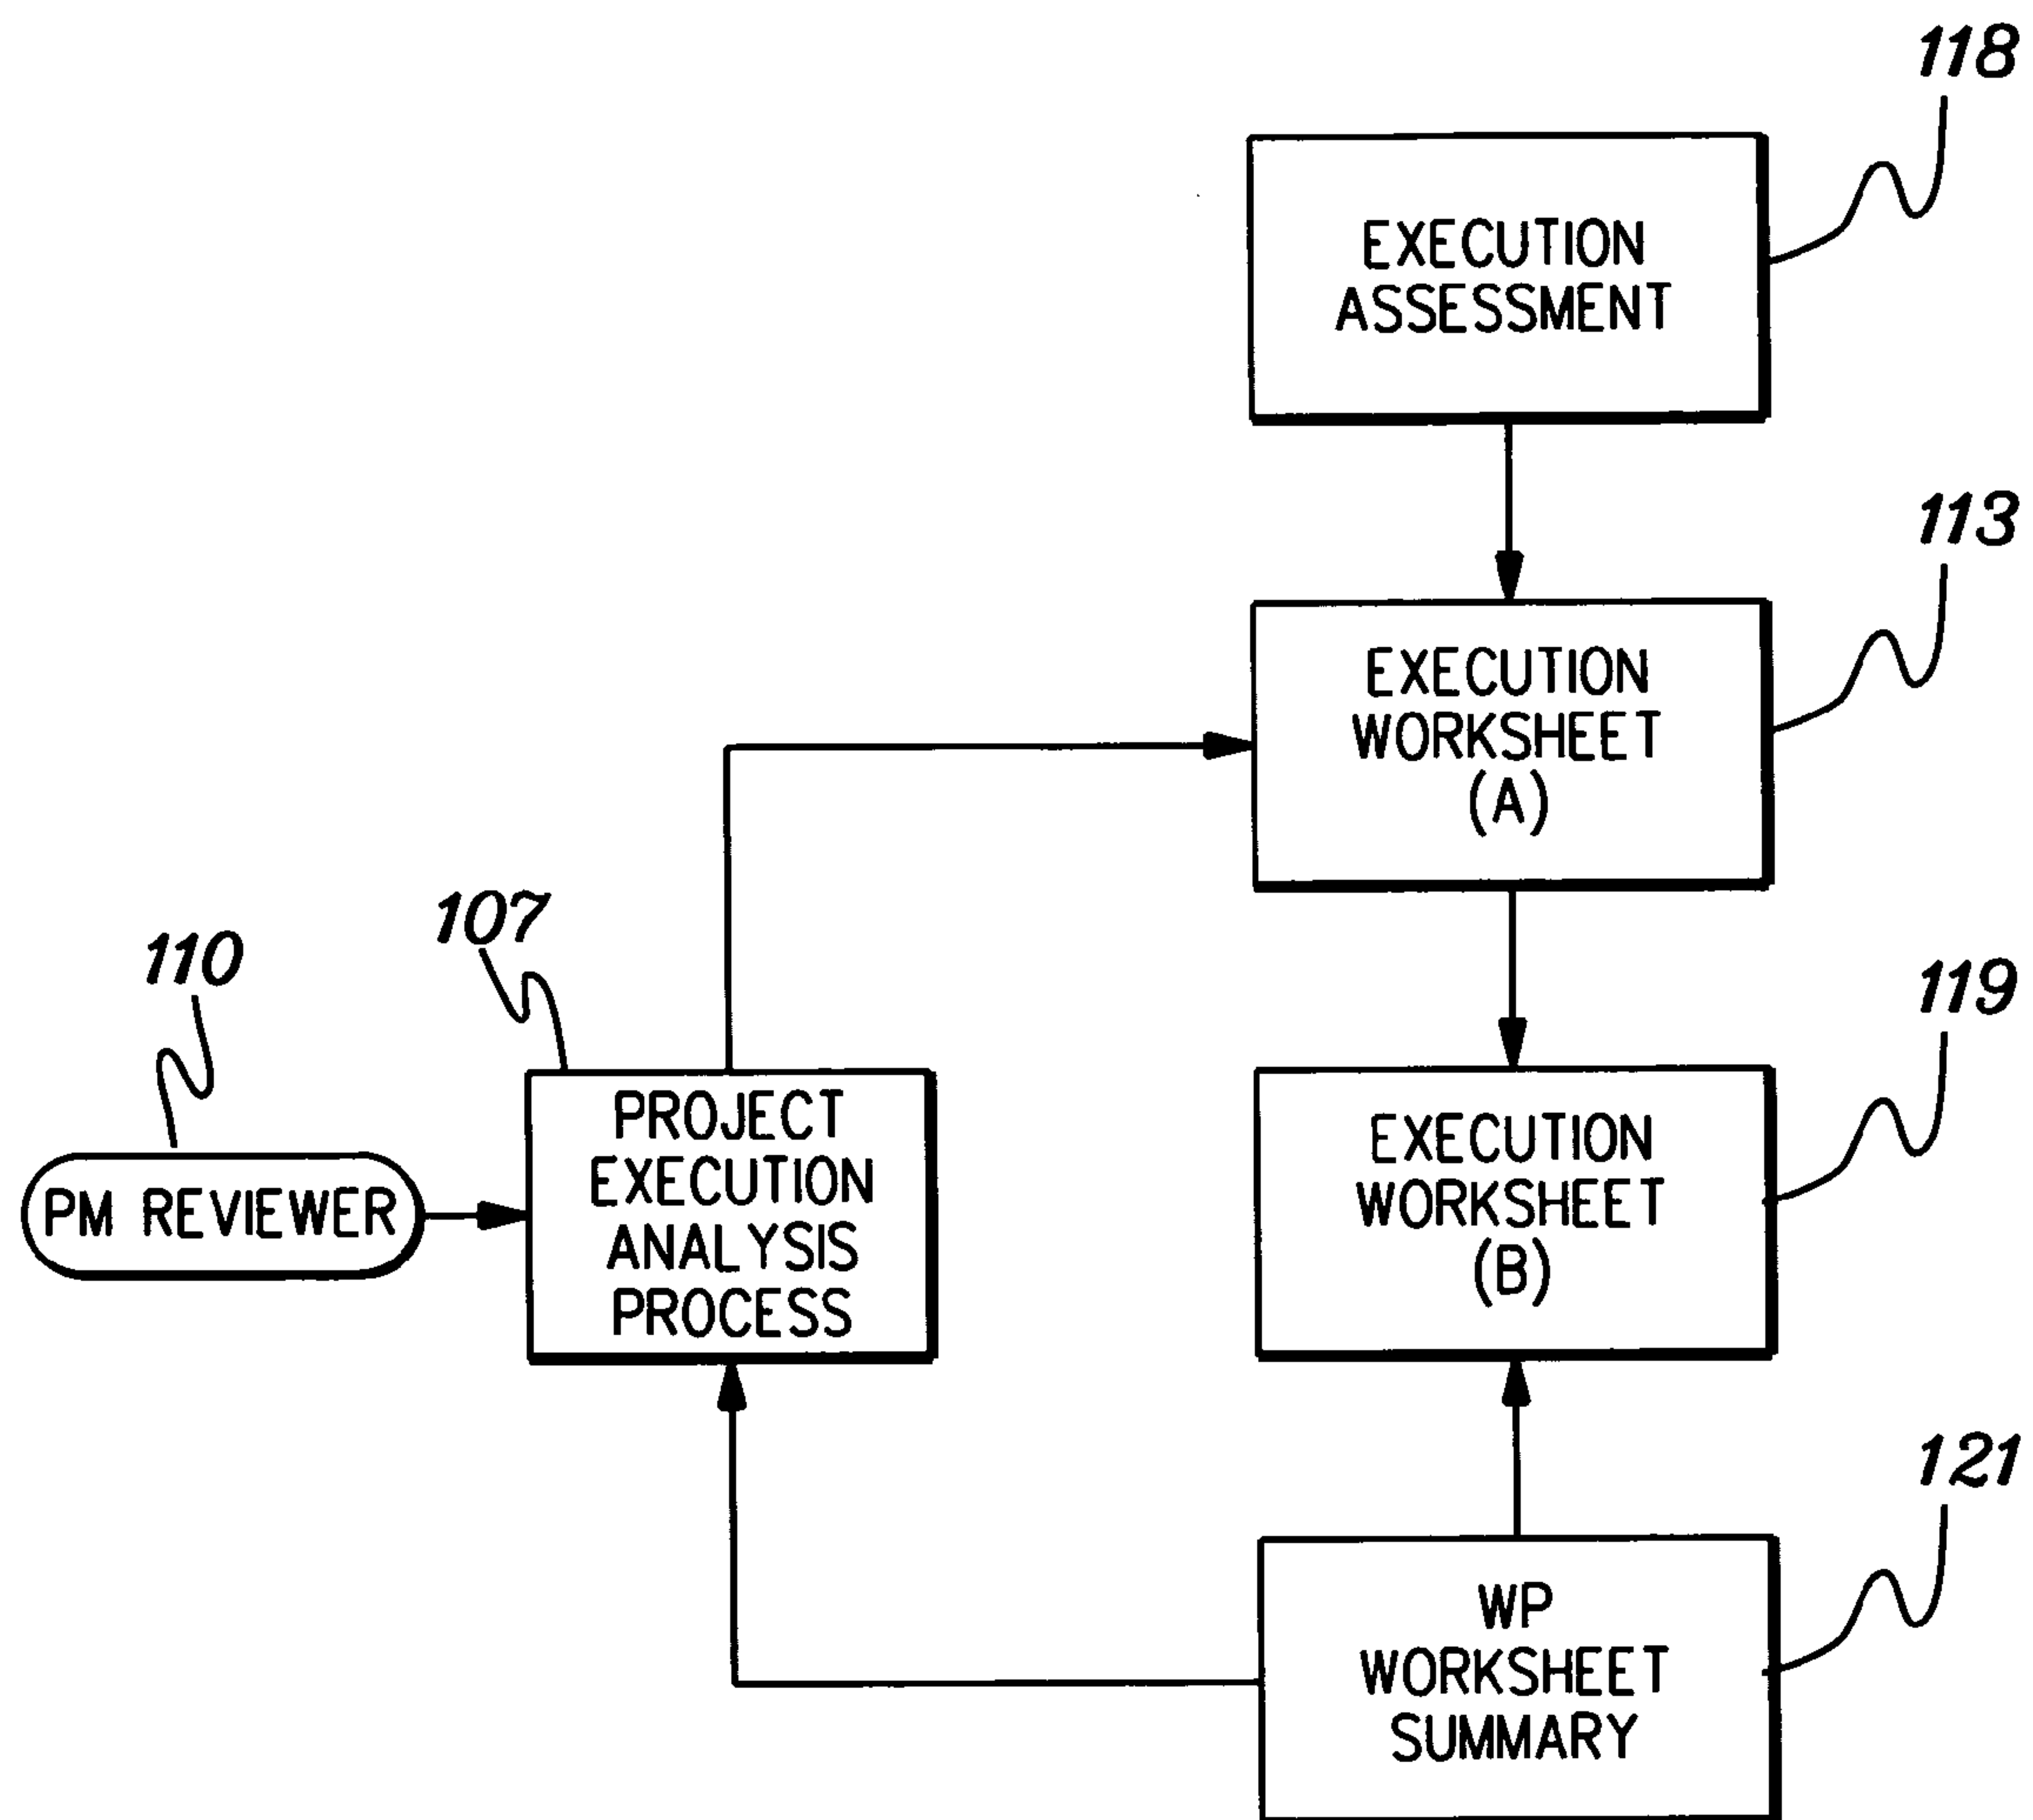 118
EXECUTION
ASSESSMENT
113
EXECUTION
WORKSHEET
(A)
107
110
119
PROJECT
EXECUTION
ANALYSIS
PROCESS
PM REVIEWER
EXECUTION
WORKSHEET
(B)
121
WP
WORKSHEET
SUMMARY